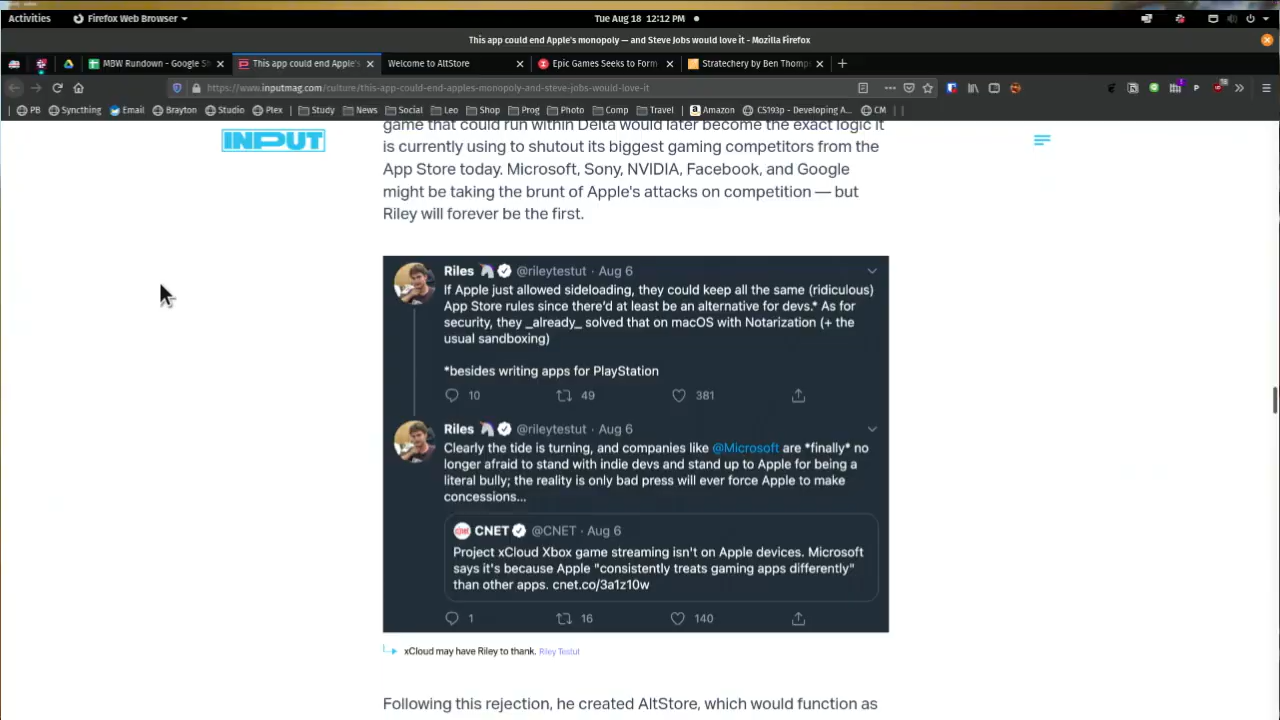 Activities
Firefox Web Browser
Tue Aug 18 12:12 PM
This app could end Apple's monopoly — and Steve Jobs would love it - Mozilla Firefox
MBW Rundown - Google S
This app could end Apple's
Welcome to AltStore
Epic Games Seeks to Form
Stratechery by Ben Thomps
https://www.inputmag.com/culture/this-app-could-end-apples-monopoly-and-steve-jobs-would-love-it
PB Syncthing Email Brayton Studio Plex Study News Social Leo Shop Prog Photo Comp Travel Amazon CS193p - Developing A... CM
INPUT
game that could run within Delta would later become the exact logic it
is currently using to shutout its biggest gaming competitors from the
App Store today. Microsoft, Sony, NVIDIA, Facebook, and Google
might be taking the brunt of Apple's attacks on competition — but
Riley will forever be the first.
Riles @rileytestut · Aug 6
If Apple just allowed sideloading, they could keep all the same (ridiculous)
App Store rules since there'd at least be an alternative for devs.* As for
security, they _already_ solved that on macOS with Notarization (+ the
usual sandboxing)
*besides writing apps for PlayStation
10 49 381
Riles @rileytestut · Aug 6
Clearly the tide is turning, and companies like @Microsoft are *finally* no
longer afraid to stand with indie devs and stand up to Apple for being a
literal bully; the reality is only bad press will ever force Apple to make
concessions...
CNET @CNET · Aug 6
Project xCloud Xbox game streaming isn't on Apple devices. Microsoft
says it's because Apple "consistently treats gaming apps differently"
than other apps. cnet.co/3a1z10w
1 16 140
xCloud may have Riley to thank. Riley Testut
Following this rejection, he created AltStore, which would function as